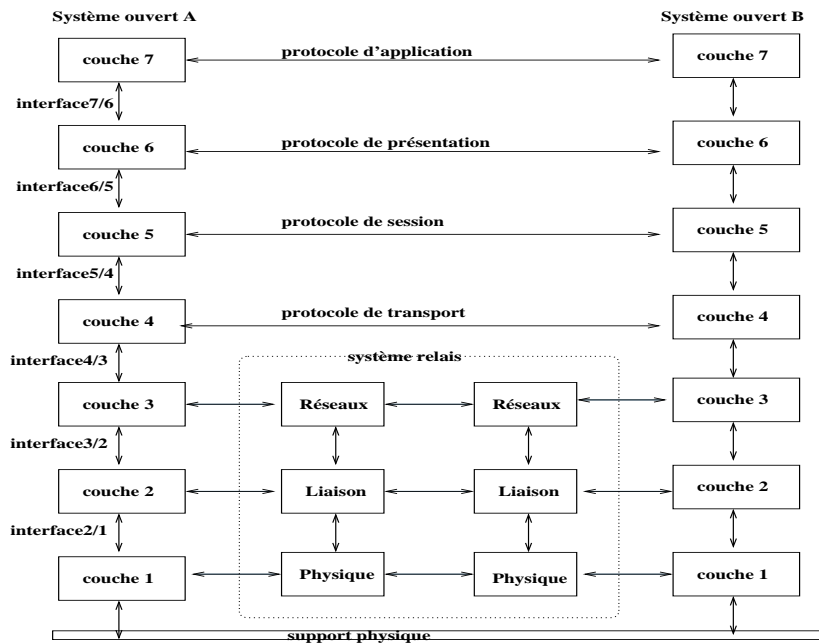 Système ouvert A
Système ouvert B
couche 7
protocole d'application
couche 7
interface7/6
couche 6
protocole de présentation
couche 6
interface6/5
couche 5
protocole de session
couche 5
interface5/4
couche 4
protocole de transport
couche 4
interface4/3
système relais
couche 3
Réseaux
Réseaux
couche 3
interface3/2
couche 2
Liaison
Liaison
couche 2
interface2/1
couche 1
Physique
Physique
couche 1
support physique